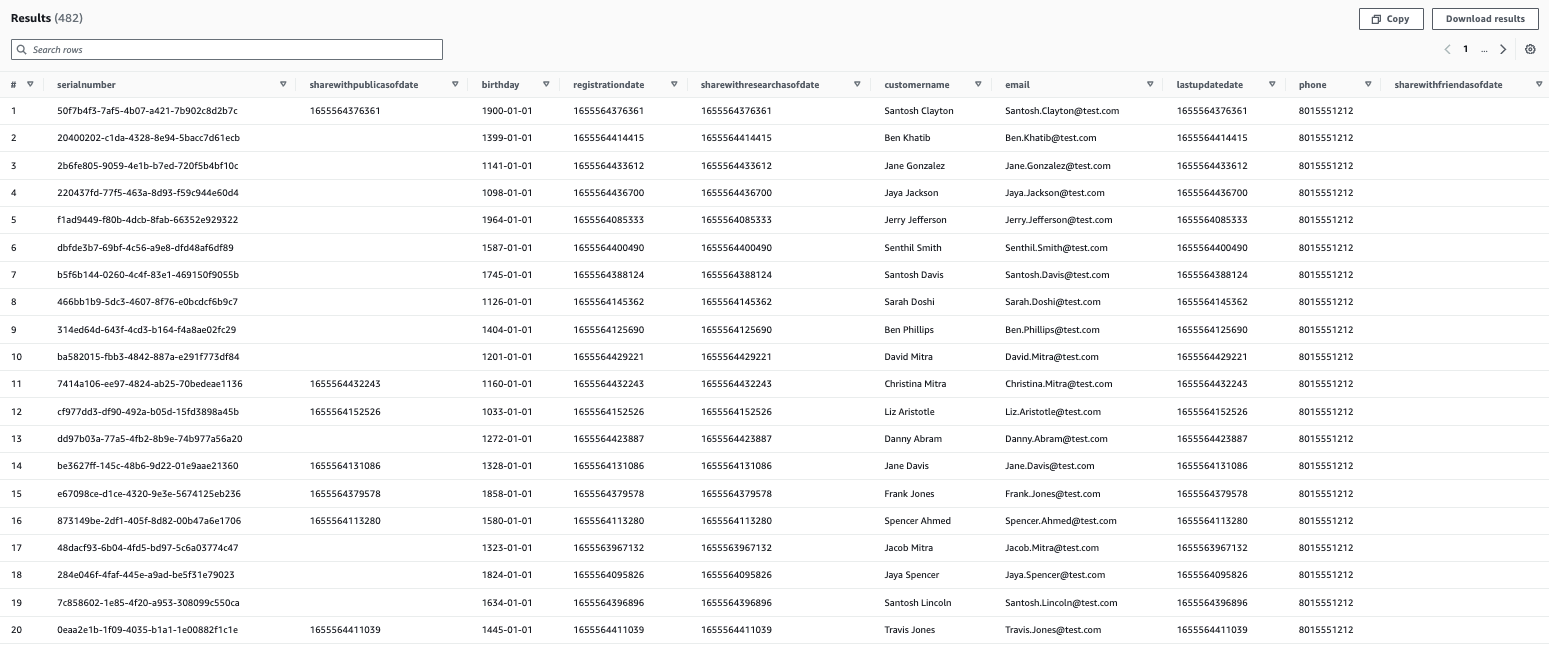 Results (482)
Copy
Download results
Search rows
1 ...
# serialnumber sharewithpublicasofdate birthday registrationdate sharewithresearchasofdate customername email lastupdatedate phone sharewithfriendsasofdate
1 50f7b4f3-7af5-4b07-a421-7b902c8d2b7c 1655564376361 1900-01-01 1655564376361 1655564376361 Santosh Clayton Santosh.Clayton@test.com 1655564376361 8015551212
2 20400202-c1da-4328-8e94-5bacc7d61ecb 1399-01-01 1655564414415 1655564414415 Ben Khatib Ben.Khatib@test.com 1655564414415 8015551212
3 2b6fe805-9059-4e1b-b7ed-720f5b4bf10c 1141-01-01 1655564433612 1655564433612 Jane Gonzalez Jane.Gonzalez@test.com 1655564433612 8015551212
4 220437fd-77f5-463a-8d93-f59c944e60d4 1098-01-01 1655564436700 1655564436700 Jaya Jackson Jaya.Jackson@test.com 1655564436700 8015551212
5 f1ad9449-f80b-4dcb-8fab-66352e929322 1964-01-01 1655564085333 1655564085333 Jerry Jefferson Jerry.Jefferson@test.com 1655564085333 8015551212
6 dbfde3b7-69bf-4c56-a9e8-dfd48af6df89 1587-01-01 1655564400490 1655564400490 Senthil Smith Senthil.Smith@test.com 1655564400490 8015551212
7 b5f6b144-0260-4c4f-83e1-469150f9055b 1745-01-01 1655564388124 1655564388124 Santosh Davis Santosh.Davis@test.com 1655564388124 8015551212
8 466bb1b9-5dc3-4607-8f76-e0bcdcf6b9c7 1126-01-01 1655564145362 1655564145362 Sarah Doshi Sarah.Doshi@test.com 1655564145362 8015551212
9 314ed64d-643f-4cd3-b164-f4a8ae02fc29 1404-01-01 1655564125690 1655564125690 Ben Phillips Ben.Phillips@test.com 1655564125690 8015551212
10 ba582015-fbb3-4842-887a-e291f773df84 1201-01-01 1655564429221 1655564429221 David Mitra David.Mitra@test.com 1655564429221 8015551212
11 7414a106-ee97-4824-ab25-70bedeae1136 1655564432243 1160-01-01 1655564432243 1655564432243 Christina Mitra Christina.Mitra@test.com 1655564432243 8015551212
12 cf977dd3-df90-492a-b05d-15fd3898a45b 1655564152526 1033-01-01 1655564152526 1655564152526 Liz Aristotle Liz.Aristotle@test.com 1655564152526 8015551212
13 dd97b03a-77a5-4fb2-8b9e-74b977a56a20 1272-01-01 1655564423887 1655564423887 Danny Abram Danny.Abram@test.com 1655564423887 8015551212
14 be3627ff-145c-48b6-9d22-01e9aae21360 1655564131086 1328-01-01 1655564131086 1655564131086 Jane Davis Jane.Davis@test.com 1655564131086 8015551212
15 e67098ce-d1ce-4320-9e3e-5674125eb236 1655564379578 1858-01-01 1655564379578 1655564379578 Frank Jones Frank.Jones@test.com 1655564379578 8015551212
16 873149be-2df1-405f-8d82-00b47a6e1706 1655564113280 1580-01-01 1655564113280 1655564113280 Spencer Ahmed Spencer.Ahmed@test.com 1655564113280 8015551212
17 48dacf93-6b04-4fd5-bd97-5c6a03774c47 1323-01-01 1655563967132 1655563967132 Jacob Mitra Jacob.Mitra@test.com 1655563967132 8015551212
18 284e046f-4faf-445e-a9ad-be5f31e79023 1824-01-01 1655564095826 1655564095826 Jaya Spencer Jaya.Spencer@test.com 1655564095826 8015551212
19 7c858602-1e85-4f20-a953-308099c550ca 1634-01-01 1655564396896 1655564396896 Santosh Lincoln Santosh.Lincoln@test.com 1655564396896 8015551212
20 0eaa2e1b-1f09-4035-b1a1-1e00882f1c1e 1655564411039 1445-01-01 1655564411039 1655564411039 Travis Jones Travis.Jones@test.com 1655564411039 8015551212